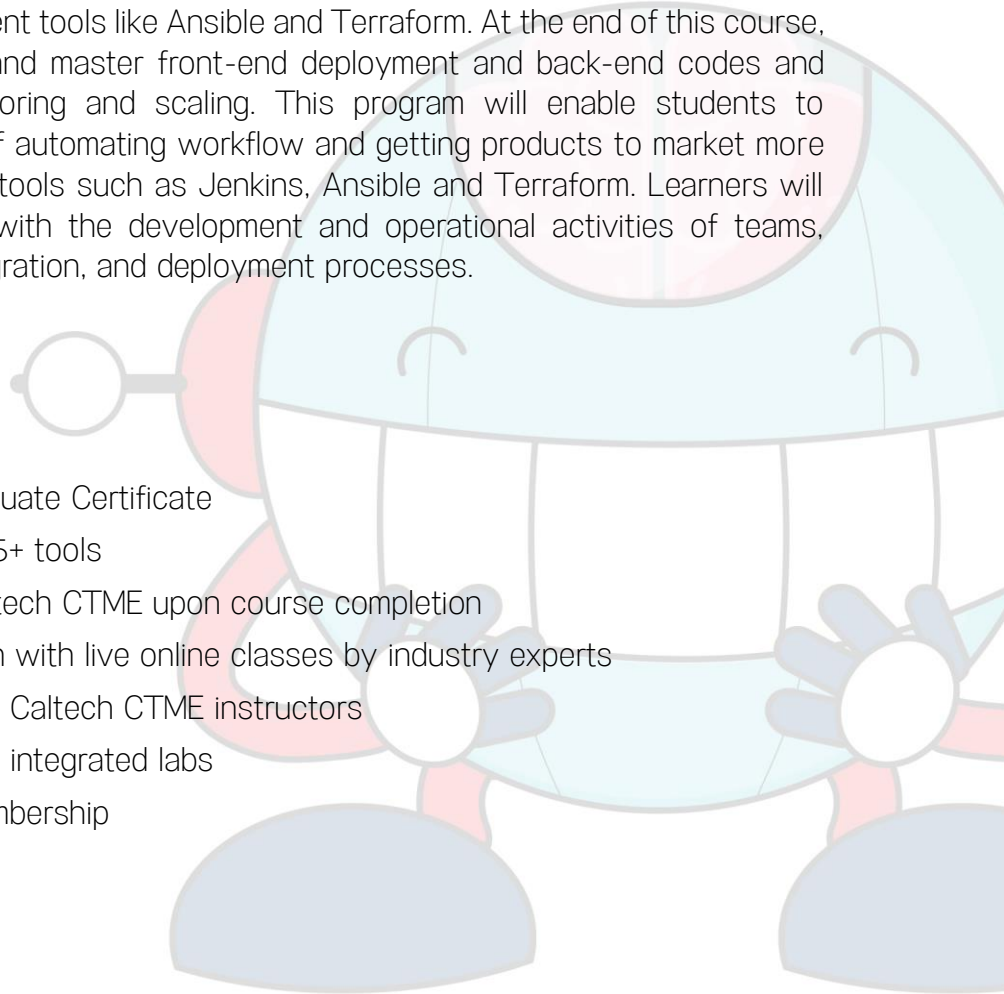 ent tools like Ansible and Terraform. At the end of this course,
and master front-end deployment and back-end codes and
oring and scaling. This program will enable students to
f automating workflow and getting products to market more
tools such as Jenkins, Ansible and Terraform. Learners will
with the development and operational activities of teams,
gration, and deployment processes.
uate Certificate
5+ tools
tech CTME upon course completion
n with live online classes by industry experts
Caltech CTME instructors
integrated labs
mbership